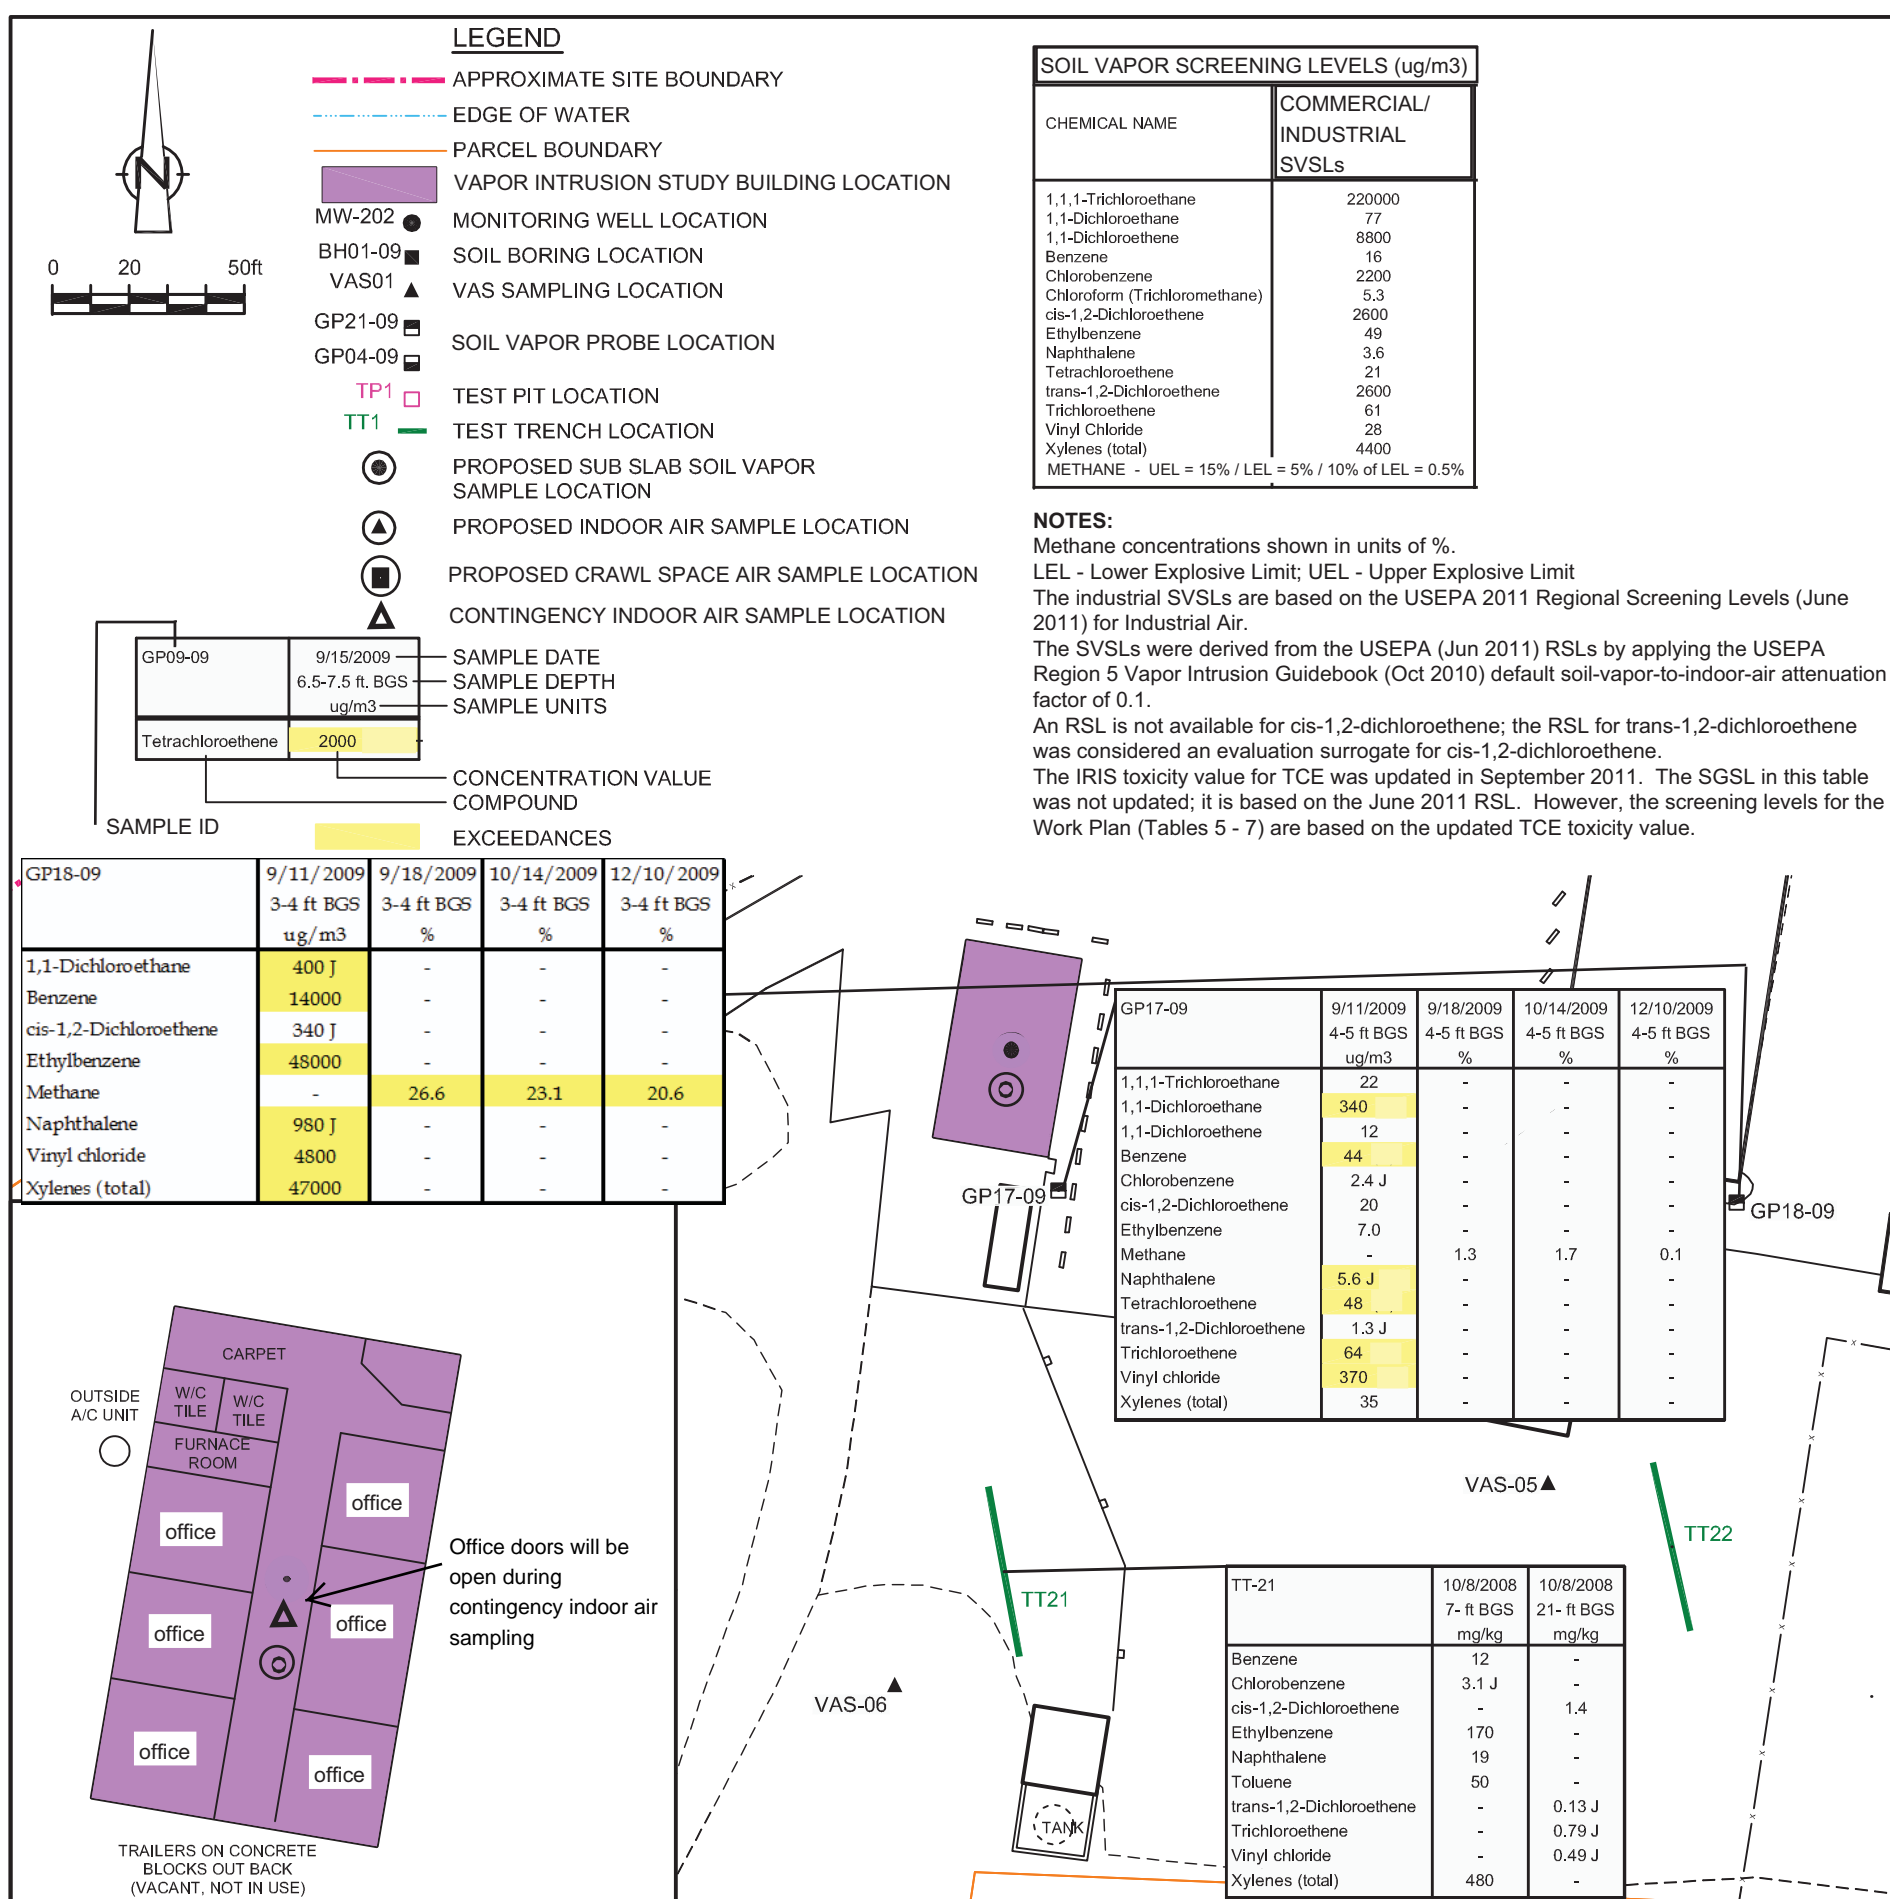 LEGEND
APPROXIMATE SITE BOUNDARY
EDGE OF WATER
PARCEL BOUNDARY
VAPOR INTRUSION STUDY BUILDING LOCATION
MW-202 MONITORING WELL LOCATION
BH01-09 SOIL BORING LOCATION
VAS01 VAS SAMPLING LOCATION
GP21-09
GP04-09 SOIL VAPOR PROBE LOCATION
TP1 TEST PIT LOCATION
TT1 TEST TRENCH LOCATION
PROPOSED SUB SLAB SOIL VAPOR
SAMPLE LOCATION
PROPOSED INDOOR AIR SAMPLE LOCATION
PROPOSED CRAWL SPACE AIR SAMPLE LOCATION
CONTINGENCY INDOOR AIR SAMPLE LOCATION
N
0 20 50ft
GP09-09 9/15/2009 SAMPLE DATE
6.5-7.5 ft. BGS SAMPLE DEPTH
ug/m3 SAMPLE UNITS
Tetrachloroethene 2000
CONCENTRATION VALUE
COMPOUND
SAMPLE ID
EXCEEDANCES
SOIL VAPOR SCREENING LEVELS (ug/m3)
CHEMICAL NAME
COMMERCIAL/
INDUSTRIAL
SVSLs
1,1,1-Trichloroethane 220000
1,1-Dichloroethane 77
1,1-Dichloroethene 8800
Benzene 16
Chlorobenzene 2200
Chloroform (Trichloromethane) 5.3
cis-1,2-Dichloroethene 2600
Ethylbenzene 49
Naphthalene 3.6
Tetrachloroethene 21
trans-1,2-Dichloroethene 2600
Trichloroethene 61
Vinyl Chloride 28
Xylenes (total) 4400
METHANE - UEL = 15% / LEL = 5% / 10% of LEL = 0.5%
NOTES:
Methane concentrations shown in units of %.
LEL - Lower Explosive Limit; UEL - Upper Explosive Limit
The industrial SVSLs are based on the USEPA 2011 Regional Screening Levels (June
2011) for Industrial Air.
The SVSLs were derived from the USEPA (Jun 2011) RSLs by applying the USEPA
Region 5 Vapor Intrusion Guidebook (Oct 2010) default soil-vapor-to-indoor-air attenuation
factor of 0.1.
An RSL is not available for cis-1,2-dichloroethene; the RSL for trans-1,2-dichloroethene
was considered an evaluation surrogate for cis-1,2-dichloroethene.
The IRIS toxicity value for TCE was updated in September 2011. The SGSL in this table
was not updated; it is based on the June 2011 RSL. However, the screening levels for the
Work Plan (Tables 5 - 7) are based on the updated TCE toxicity value.
GP18-09 9/11/2009 9/18/2009 10/14/2009 12/10/2009
3-4 ft BGS 3-4 ft BGS 3-4 ft BGS 3-4 ft BGS
ug/m3 % % %
1,1-Dichloroethane 400 J - - -
Benzene 14000 - - -
cis-1,2-Dichloroethene 340 J - - -
Ethylbenzene 48000 - - -
Methane - 26.6 23.1 20.6
Naphthalene 980 J - - -
Vinyl chloride 4800 - - -
Xylenes (total) 47000 - - -
GP17-09 9/11/2009 9/18/2009 10/14/2009 12/10/2009
4-5 ft BGS 4-5 ft BGS 4-5 ft BGS 4-5 ft BGS
ug/m3 % % %
1,1,1-Trichloroethane 22 - - -
1,1-Dichloroethane 340 - - -
1,1-Dichloroethene 12 - - -
Benzene 44 - - -
Chlorobenzene 2.4 J - - -
cis-1,2-Dichloroethene 20 - - -
Ethylbenzene 7.0 - - -
Methane - 1.3 1.7 0.1
Naphthalene 5.6 J - - -
Tetrachloroethene 48 - - -
trans-1,2-Dichloroethene 1.3 J - - -
Trichloroethene 64 - - -
Vinyl chloride 370 - - -
Xylenes (total) 35 - - -
GP17-09
GP18-09
CARPET
W/C
TILE
W/C
TILE
OUTSIDE
A/C UNIT
FURNACE
ROOM
office
office
office
office
office
office
Office doors will be
open during
contingency indoor air
sampling
TRAILERS ON CONCRETE
BLOCKS OUT BACK
(VACANT, NOT IN USE)
VAS-05
TT22
TT21
VAS-06
TANK
TT-21 10/8/2008 10/8/2008
7- ft BGS 21- ft BGS
mg/kg mg/kg
Benzene 12 -
Chlorobenzene 3.1 J -
cis-1,2-Dichloroethene - 1.4
Ethylbenzene 170 -
Naphthalene 19 -
Toluene 50 -
trans-1,2-Dichloroethene - 0.13 J
Trichloroethene - 0.79 J
Vinyl chloride - 0.49 J
Xylenes (total) 480 -